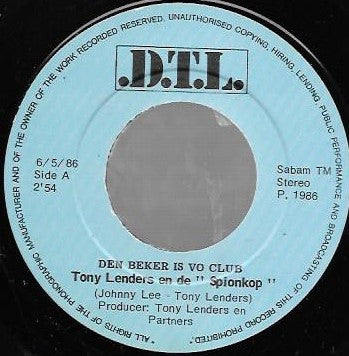 ALL RIGHTS OF THE PHONOGRAPHIC MANUFACTURER AND OF THE OWNER OF THE WORK RECORDED RESERVED. UNAUTHORISED COPYING, HIRING, LENDING, PUBLIC PERFORMANCE AND BROADCASTING OF THIS RECORD PROHIBITED.
.D.T.L.
6/5/86
Side A
2'54
Sabam TM
Stereo
P. 1986
DEN BEKER IS VO CLUB
Tony Lenders en de " Spionkop "
(Johnny Lee - Tony Lenders)
Producer: Tony Lenders en
Partners